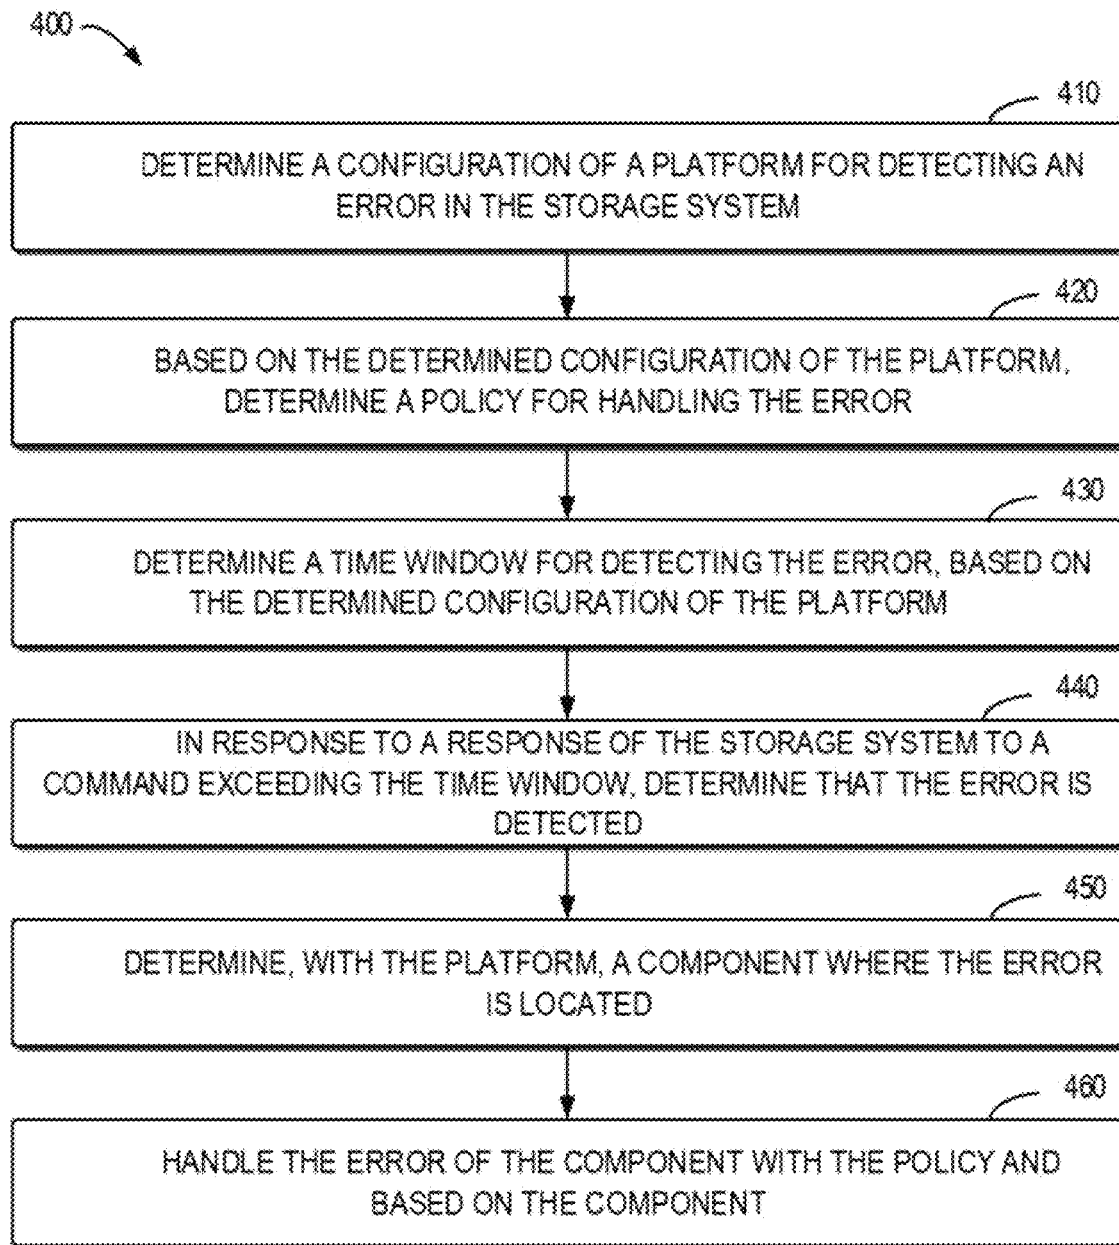 400
410
DETERMINE A CONFIGURATION OF A PLATFORM FOR DETECTING AN
ERROR IN THE STORAGE SYSTEM
420
BASED ON THE DETERMINED CONFIGURATION OF THE PLATFORM,
DETERMINE A POLICY FOR HANDLING THE ERROR
430
DETERMINE A TIME WINDOW FOR DETECTING THE ERROR, BASED ON
THE DETERMINED CONFIGURATION OF THE PLATFORM
440
IN RESPONSE TO A RESPONSE OF THE STORAGE SYSTEM TO A
COMMAND EXCEEDING THE TIME WINDOW, DETERMINE THAT THE ERROR IS
DETECTED
450
DETERMINE, WITH THE PLATFORM, A COMPONENT WHERE THE ERROR
IS LOCATED
460
HANDLE THE ERROR OF THE COMPONENT WITH THE POLICY AND
BASED ON THE COMPONENT